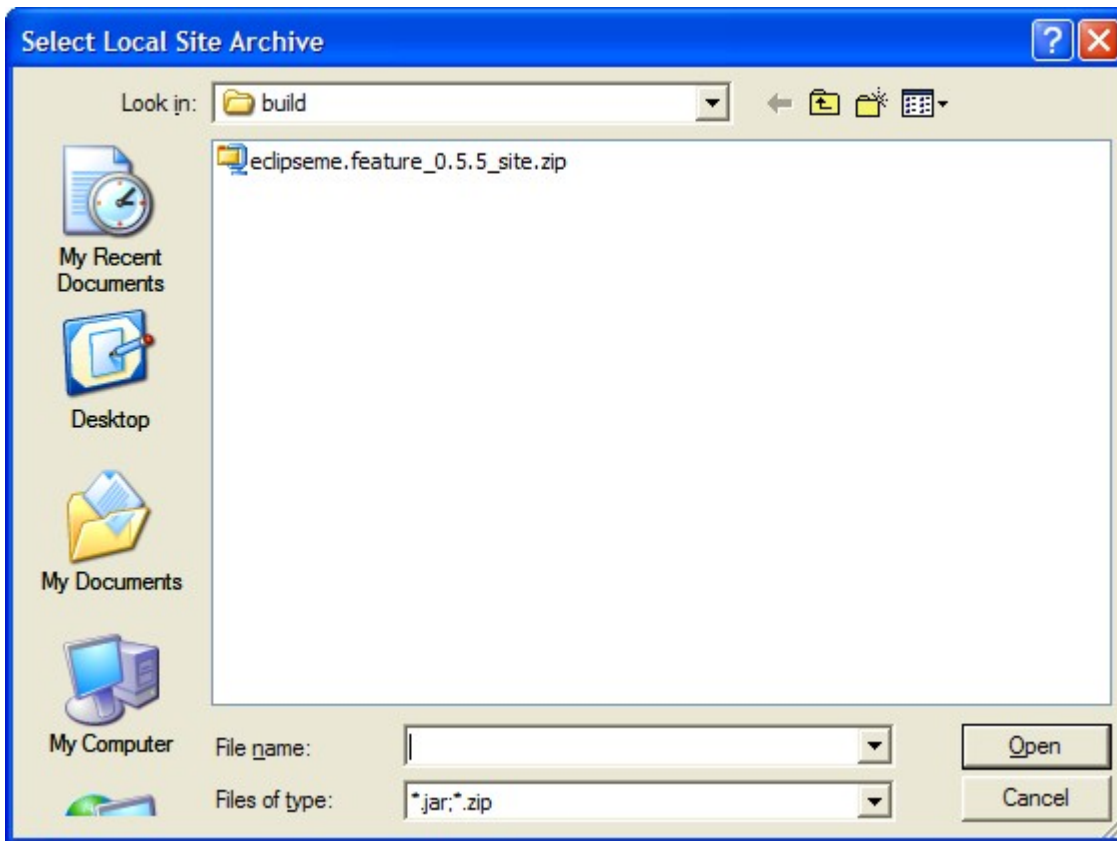 Select Local Site Archive
Look in: build
eclipseme.feature_0.5.5_site.zip
My Recent
Documents
Desktop
My Documents
My Computer
File name:
Open
Files of type: *.jar;*.zip
Cancel